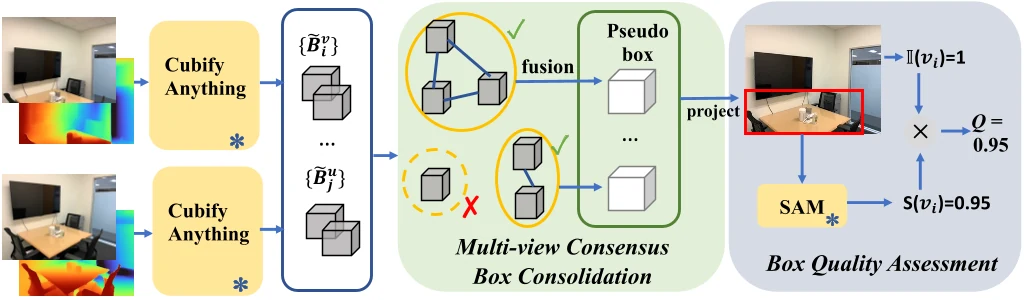 Cubify
Anything
*
Cubify
Anything
*
{B̃ᵢᵛ}
...
{B̃ⱼᵘ}
✓
fusion
✗
✓
Pseudo
box
...
Multi-view Consensus
Box Consolidation
project
SAM
*
𝕀(vᵢ)=1
×
Q =
0.95
S(vᵢ)=0.95
Box Quality Assessment